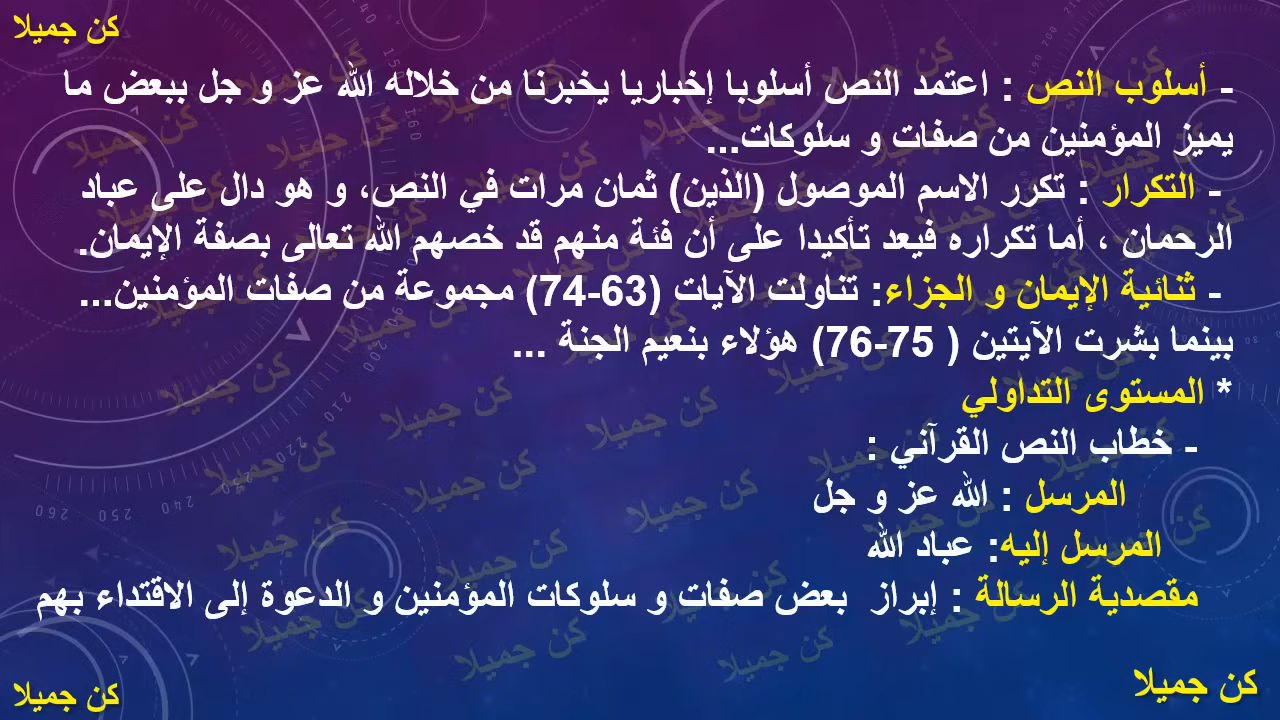 كن جميلا
- أسلوب النص : اعتمد النص أسلوبا إخباريا يخبرنا من خلاله الله عز و جل ببعض ما
يميز المؤمنين من صفات و سلوكات...
- التكرار : تكرر الاسم الموصول (الذين) ثمان مرات في النص، و هو دال على عباد
الرحمان ، أما تكراره فيعد تأكيدا على أن فئة منهم قد خصهم الله تعالى بصفة الإيمان.
- ثنائية الإيمان و الجزاء: تناولت الآيات (63-74) مجموعة من صفات المؤمنين...
بينما بشرت الآيتين ( 75-76) هؤلاء بنعيم الجنة ...
* المستوى التداولي
- خطاب النص القرآني :
المرسل : الله عز و جل
المرسل إليه: عباد الله
مقصدية الرسالة : إبراز بعض صفات و سلوكات المؤمنين و الدعوة إلى الاقتداء بهم
كن جميلا
كن جميلا